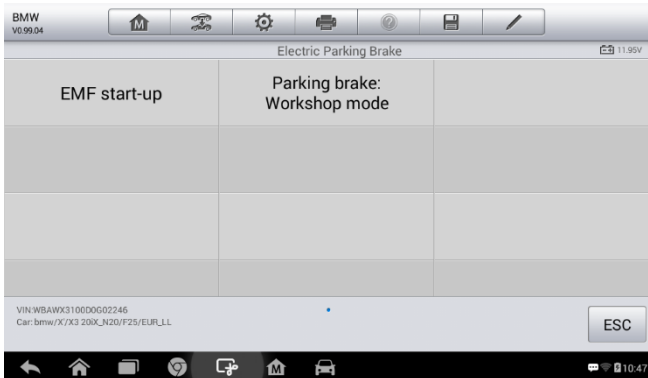 BMW
V0.99.04
M
Electric Parking Brake
11.95V
EMF start-up
Parking brake:
Workshop mode
VIN:WBAWX3100D0G02246
Car: bmw/X'/X3 20iX_N20/F25/EUR_LL
ESC
M
10:47